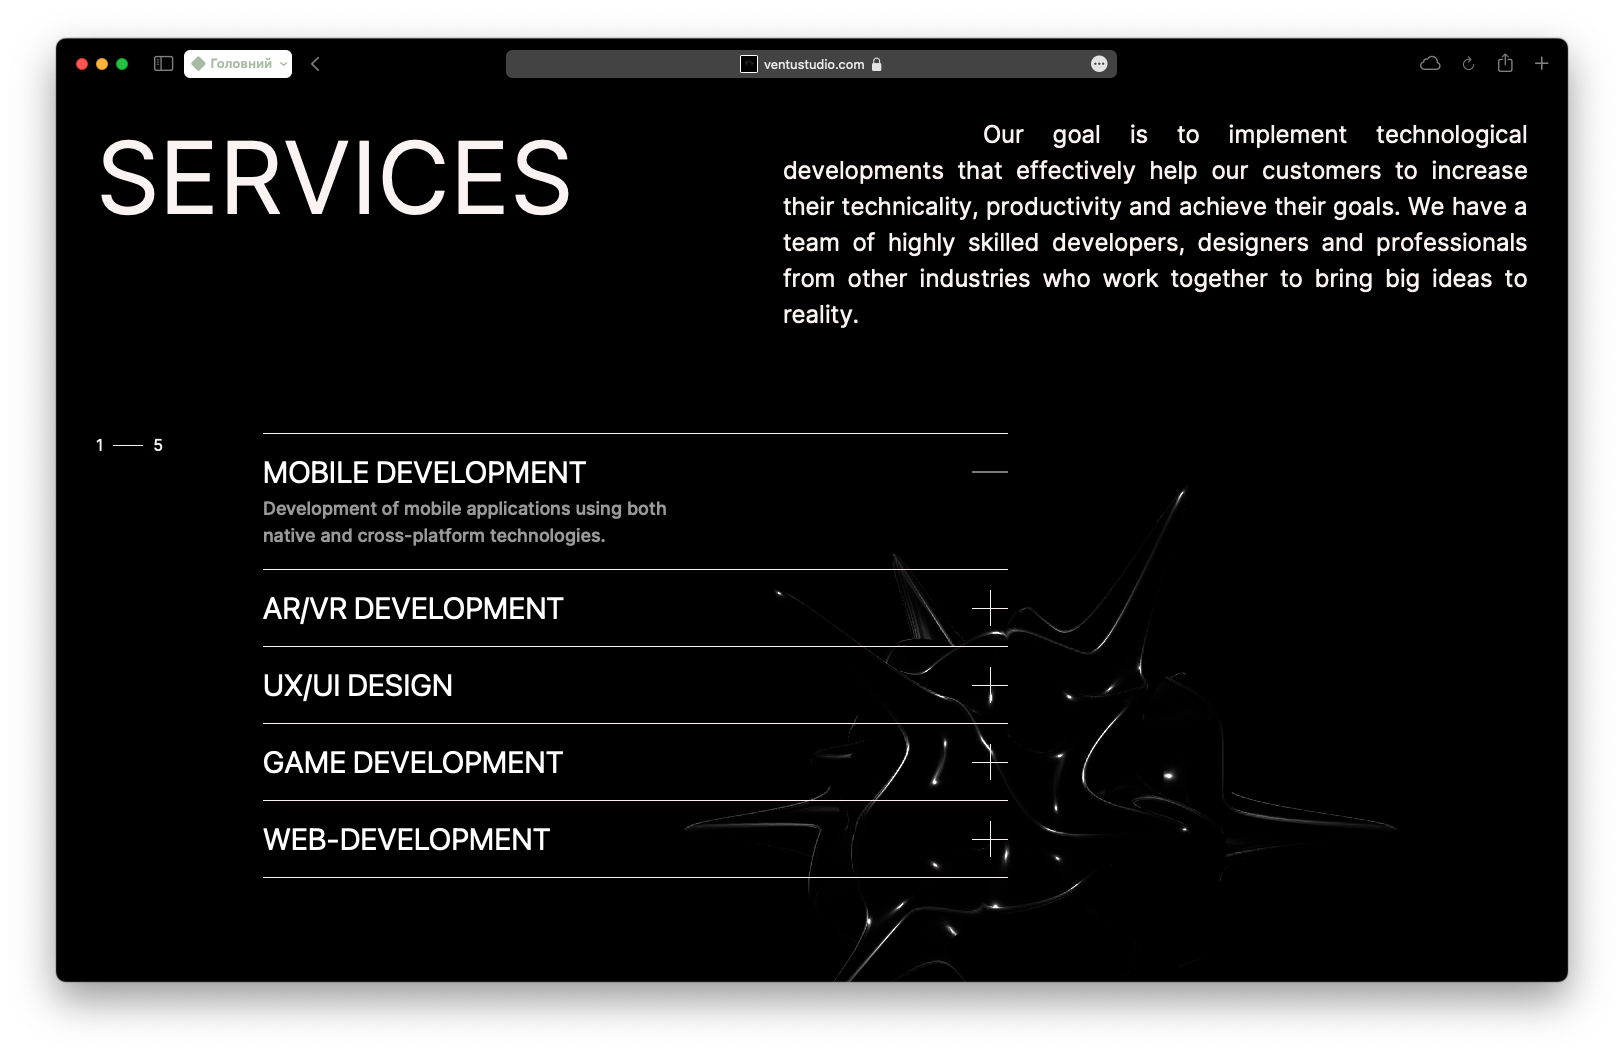 Головний
ventustudio.com
SERVICES
Our goal is to implement technological
developments that effectively help our customers to increase
their technicality, productivity and achieve their goals. We have a
team of highly skilled developers, designers and professionals
from other industries who work together to bring big ideas to
reality.
1 — 5
MOBILE DEVELOPMENT
Development of mobile applications using both
native and cross-platform technologies.
AR/VR DEVELOPMENT
UX/UI DESIGN
GAME DEVELOPMENT
WEB-DEVELOPMENT